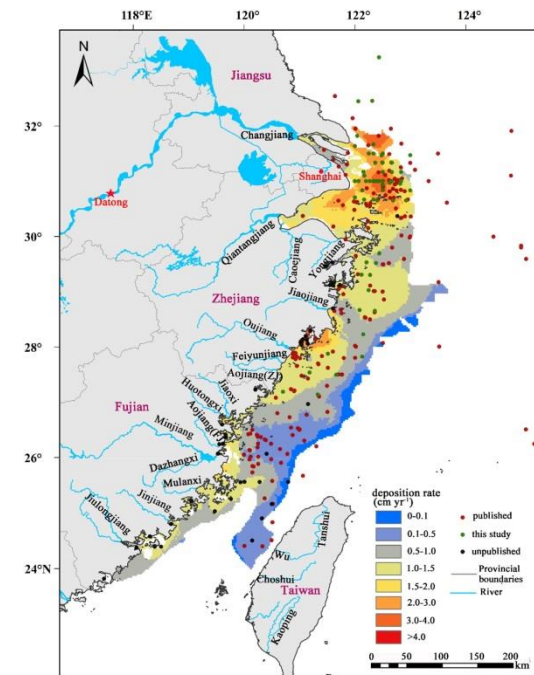 118°E
120°E
122°E
124°E
N
Jiangsu
32°
Changjiang
Shanghai
Datong
30°
Qiantangjiang
Caoejiang
Yongjiang
Zhejiang
Jiaojiang
Oujiang
28°
Feiyunjiang
Aojiang(ZJ)
Jiaoxi
Huotongxi
Fujian
Minjiang
26°
Dazhangxi
Mulanxi
Jinjiang
Jiulongjiang
24°N
Tanshui
Wu
Choshui
Taiwan
Kaoping
deposition rate
(cm yr⁻¹)
0-0.1
0.1-0.5
0.5-1.0
1.0-1.5
1.5-2.0
2.0-3.0
3.0-4.0
>4.0
published
this study
unpublished
Provincial
boundaries
River
0 50 100 150 200
km